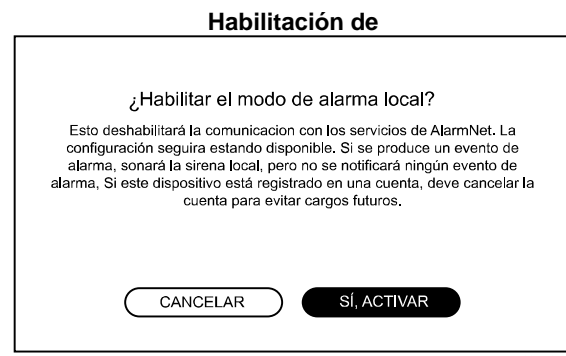 Habilitación de
¿Habilitar el modo de alarma local?
Esto deshabilitará la comunicacion con los servicios de AlarmNet. La
configuración seguira estando disponible. Si se produce un evento de
alarma, sonará la sirena local, pero no se notificará ningún evento de
alarma, Si este dispositivo está registrado en una cuenta, deve cancelar la
cuenta para evitar cargos futuros.
CANCELAR
SÍ, ACTIVAR